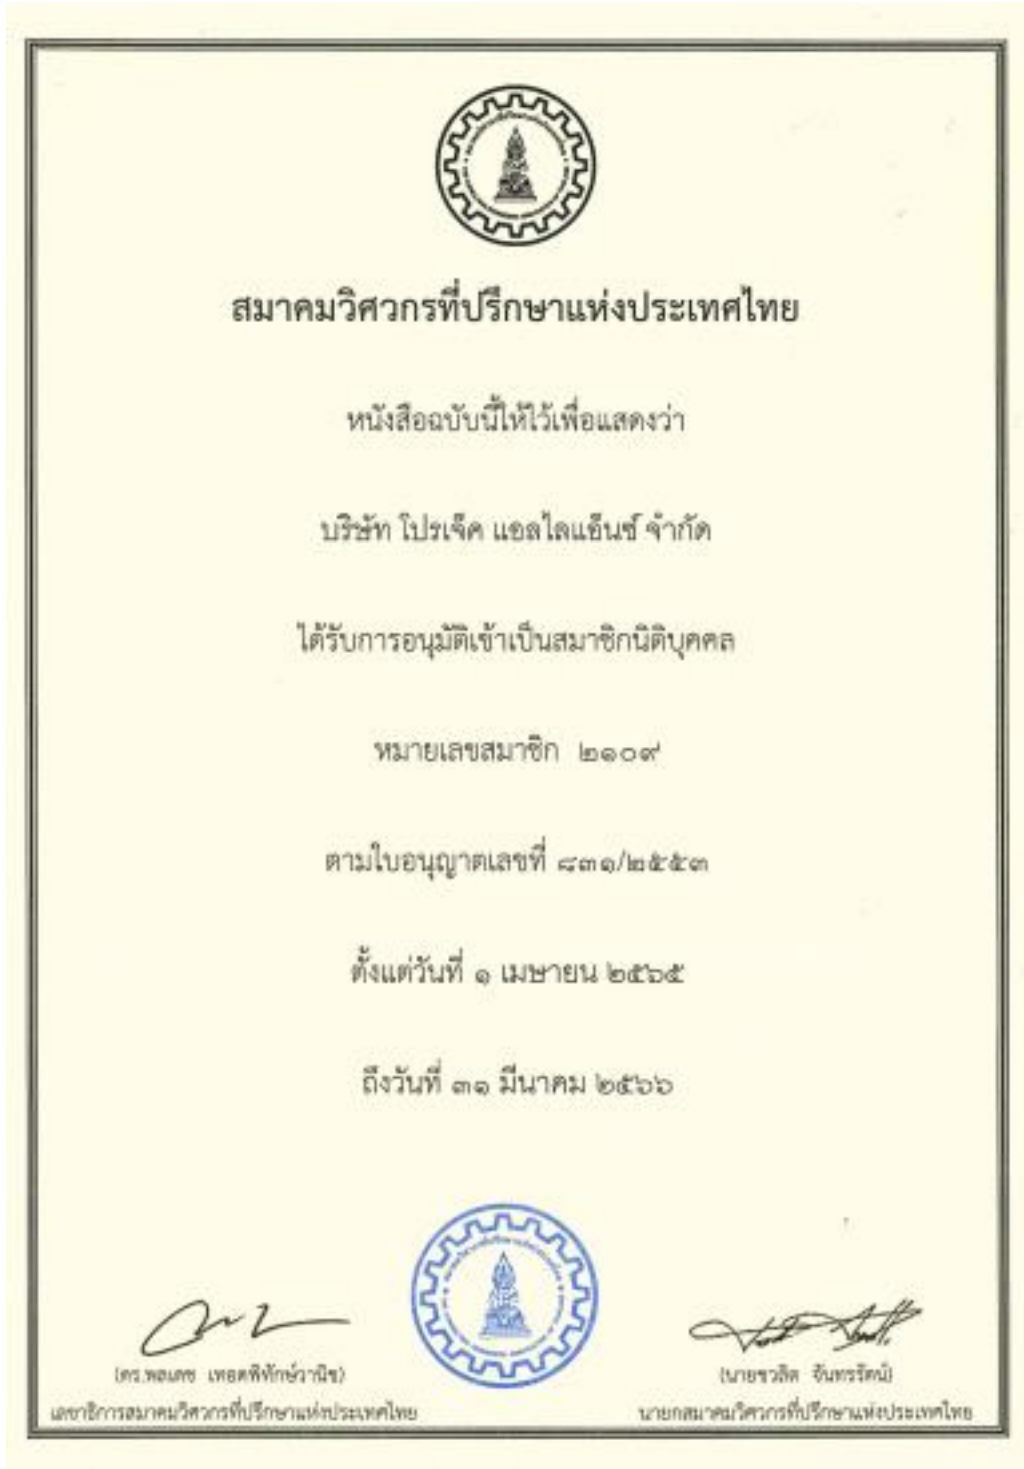 สมาคมวิศวกรที่ปรึกษาแห่งประเทศไทย
หนังสือฉบับนี้ให้ไว้เพื่อแสดงว่า
บริษัท โปรเจ็ค แอลไลแอ็นซ์ จำกัด
ได้รับการอนุมัติเข้าเป็นสมาชิกนิติบุคคล
หมายเลขสมาชิก ๒๑๐๙
ตามใบอนุญาตเลขที่ ๘๓๑/๒๕๕๓
ตั้งแต่วันที่ ๑ เมษายน ๒๕๖๕
ถึงวันที่ ๓๑ มีนาคม ๒๕๖๖
(ดร.พลเดช เทอดพิทักษ์วานิช)
(นายชวลิต จันทรรัตน์)
เลขาธิการสมาคมวิศวกรที่ปรึกษาแห่งประเทศไทย
นายกสมาคมวิศวกรที่ปรึกษาแห่งประเทศไทย